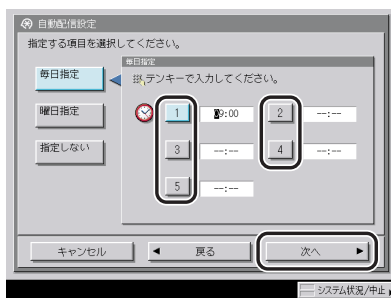 自動配信設定
指定する項目を選択してください。
毎日指定
曜日指定
指定しない
毎日指定
テンキーで入力してください。
1 9:00 2 --:--
3 --:-- 4 --:--
5 --:--
キャンセル ◀ 戻る 次へ ▶
システム状況/中止